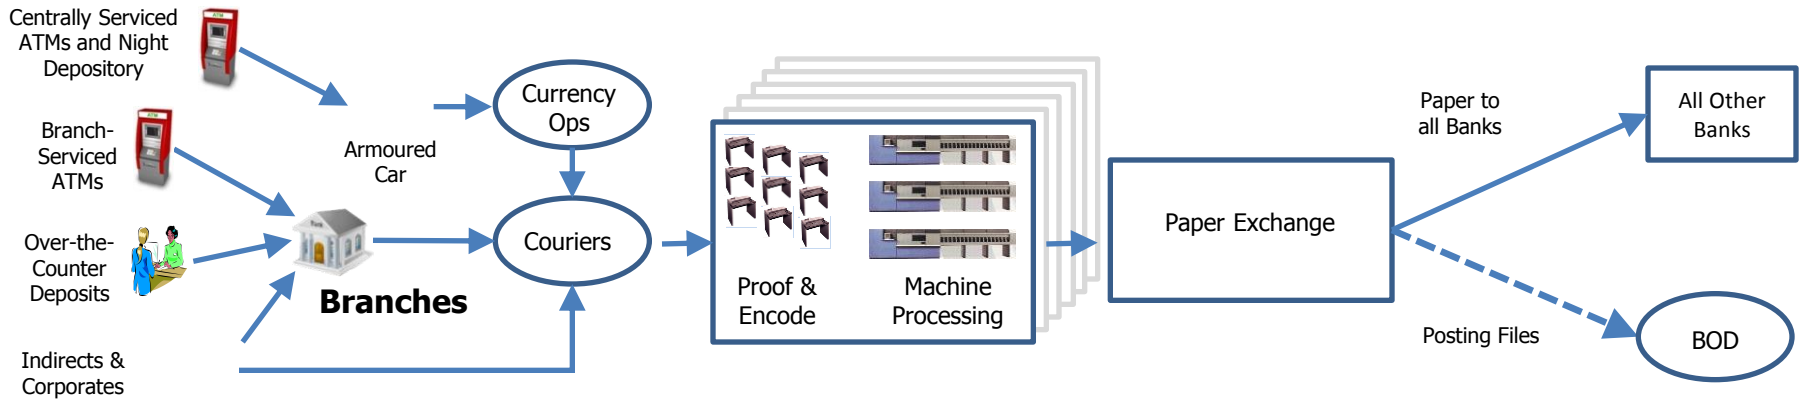 Centrally Serviced
ATMs and Night
Depository
Branch-
Serviced
ATMs
Over-the-
Counter
Deposits
Indirects &
Corporates
Armoured
Car
Branches
Currency
Ops
Couriers
Proof &
Encode
Machine
Processing
Paper Exchange
Paper to
all Banks
Posting Files
All Other
Banks
BOD